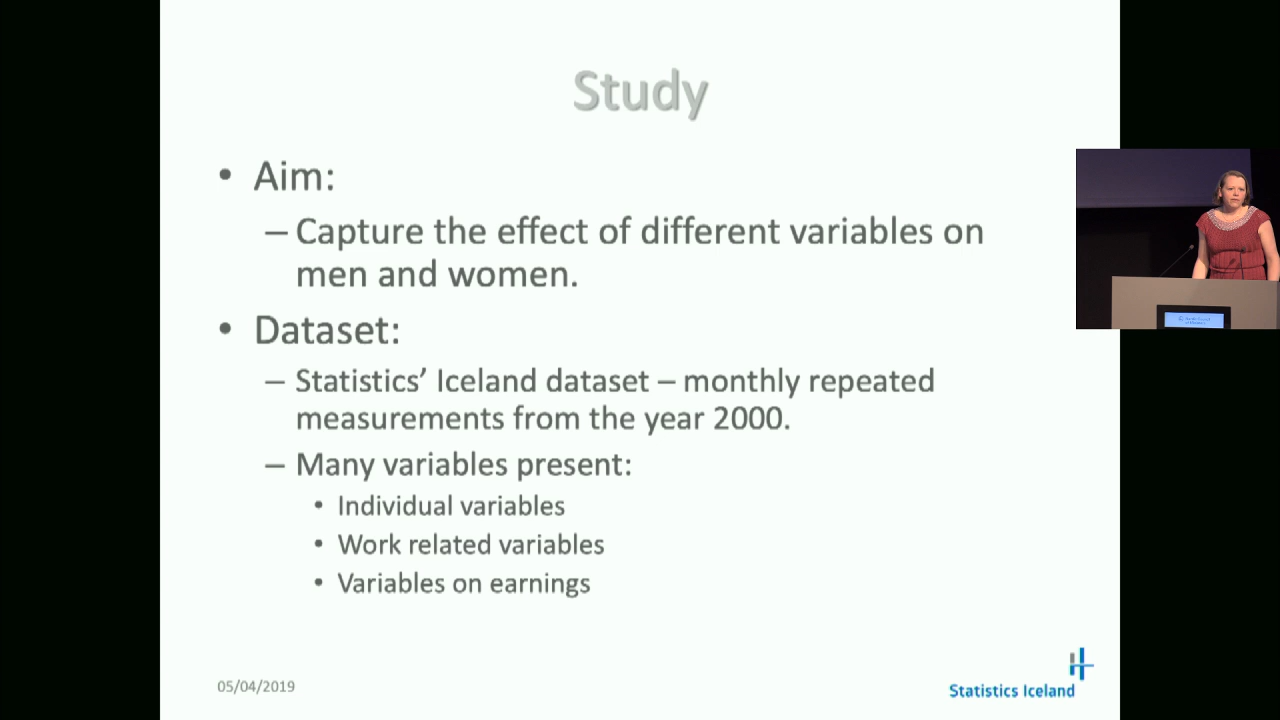 Study
• Aim:
– Capture the effect of different variables on
men and women.
• Dataset:
– Statistics’ Iceland dataset – monthly repeated
measurements from the year 2000.
– Many variables present:
• Individual variables
• Work related variables
• Variables on earnings
05/04/2019
Statistics Iceland